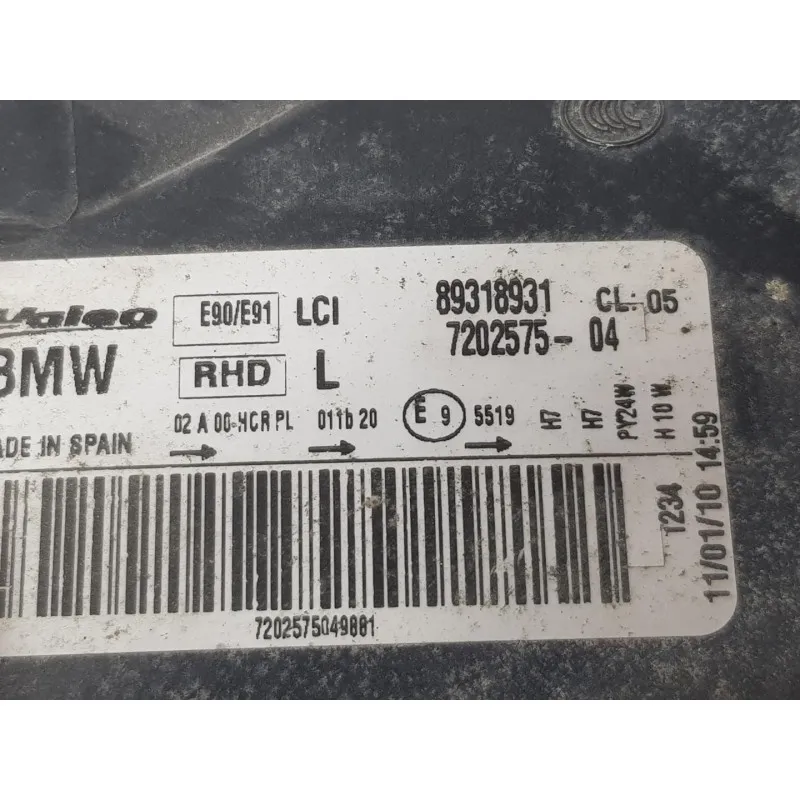 Valeo E90/E91 LCI 89318931 CL: 05
BMW RHD L 7202575- 04
02 A 00-HCR PL 011b 20 E 9 5519 H7 H7 PY24W H 10 W
MADE IN SPAIN
1234
11/01/10 14:59
7202575049881